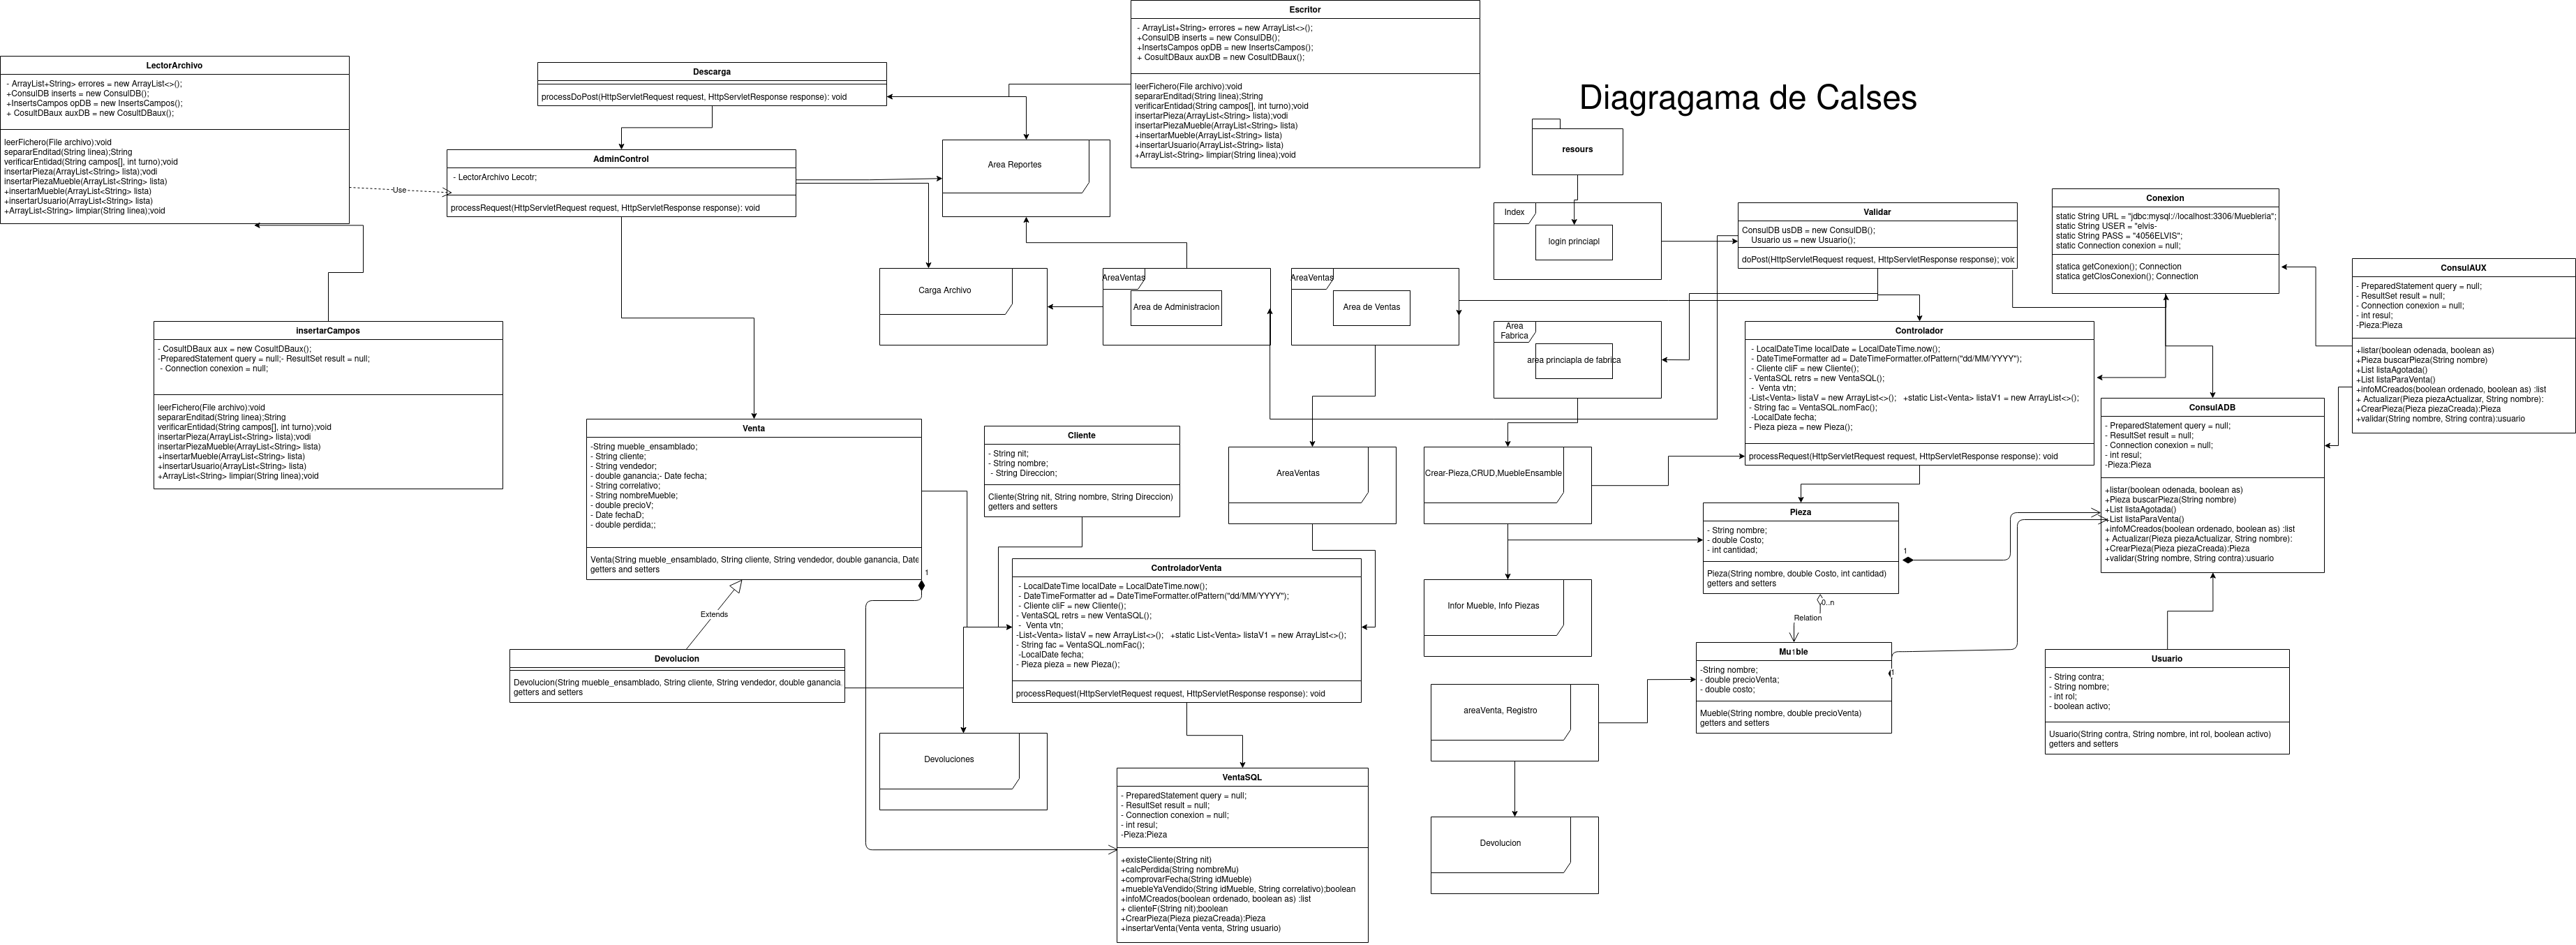 Escritor
- ArrayList+String> errores = new ArrayList<>();
+ConsulDB inserts = new ConsulDB();
+InsertsCampos opDB = new InsertsCampos();
+ CosultDBaux auxDB = new CosultDBaux();
leerFichero(File archivo):void
separarEnditad(String linea);String
verificarEntidad(String campos[], int turno);void
insertarPieza(ArrayList<String> lista);vodi
insertarPiezaMueble(ArrayList<String> lista)
+insertarMueble(ArrayList<String> lista)
+insertarUsuario(ArrayList<String> lista)
+ArrayList<String> limpiar(String linea);void
LectorArchivo
- ArrayList+String> errores = new ArrayList<>();
+ConsulDB inserts = new ConsulDB();
+InsertsCampos opDB = new InsertsCampos();
+ CosultDBaux auxDB = new CosultDBaux();
leerFichero(File archivo):void
separarEnditad(String linea);String
verificarEntidad(String campos[], int turno);void
insertarPieza(ArrayList<String> lista);vodi
insertarPiezaMueble(ArrayList<String> lista)
+insertarMueble(ArrayList<String> lista)
+insertarUsuario(ArrayList<String> lista)
+ArrayList<String> limpiar(String linea);void
Descarga
processDoPost(HttpServletRequest request, HttpServletResponse response): void
Diagragama de Calses
Use
AdminControl
- LectorArchivo Lecotr;
processRequest(HttpServletRequest request, HttpServletResponse response): void
Area Reportes
resours
Index
login princiapl
Validar
ConsulDB usDB = new ConsulDB();
Usuario us = new Usuario();
doPost(HttpServletRequest request, HttpServletResponse response); voic
Conexion
static String URL = "jdbc:mysql://localhost:3306/Muebleria";
static String USER = "elvis-
static String PASS = "4056ELVIS";
static Connection conexion = null;
statica getConexion(); Connection
statica getClosConexion(); Connection
ConsulAUX
- PreparedStatement query = null;
- ResultSet result = null;
- Connection conexion = null;
- int resul;
-Pieza:Pieza
+listar(boolean odenada, boolean as)
+Pieza buscarPieza(String nombre)
+List listaAgotada()
+List listaParaVenta()
+infoMCreados(boolean ordenado, boolean as) :list
+ Actualizar(Pieza piezaActualizar, String nombre):
+CrearPieza(Pieza piezaCreada):Pieza
+validar(String nombre, String contra):usuario
Carga Archivo
AreaVentas
Area de Administracion
AreaVentas
Area de Ventas
Area
Fabrica
area princiapla de fabrica
insertarCampos
- CosultDBaux aux = new CosultDBaux();
-PreparedStatement query = null;- ResultSet result = null;
- Connection conexion = null;
leerFichero(File archivo):void
separarEnditad(String linea);String
verificarEntidad(String campos[], int turno);void
insertarPieza(ArrayList<String> lista);vodi
insertarPiezaMueble(ArrayList<String> lista)
+insertarMueble(ArrayList<String> lista)
+insertarUsuario(ArrayList<String> lista)
+ArrayList<String> limpiar(String linea);void
Controlador
- LocalDateTime localDate = LocalDateTime.now();
- DateTimeFormatter ad = DateTimeFormatter.ofPattern("dd/MM/YYYY");
- Cliente cliF = new Cliente();
- VentaSQL retrs = new VentaSQL();
- Venta vtn;
-List<Venta> listaV = new ArrayList<>(); +static List<Venta> listaV1 = new ArrayList<>();
- String fac = VentaSQL.nomFac();
-LocalDate fecha;
- Pieza pieza = new Pieza();
processRequest(HttpServletRequest request, HttpServletResponse response): void
ConsulADB
- PreparedStatement query = null;
- ResultSet result = null;
- Connection conexion = null;
- int resul;
-Pieza:Pieza
+listar(boolean odenada, boolean as)
+Pieza buscarPieza(String nombre)
+List listaAgotada()
+List listaParaVenta()
+infoMCreados(boolean ordenado, boolean as) :list
+ Actualizar(Pieza piezaActualizar, String nombre):
+CrearPieza(Pieza piezaCreada):Pieza
+validar(String nombre, String contra):usuario
Venta
-String mueble_ensamblado;
- String cliente;
- String vendedor;
- double ganancia;- Date fecha;
- String correlativo;
- String nombreMueble;
- double precioV;
- Date fechaD;
- double perdida;;
Venta(String mueble_ensamblado, String cliente, String vendedor, double ganancia, Date
getters and setters
1
Cliente
- String nit;
- String nombre;
- String Direccion;
Cliente(String nit, String nombre, String Direccion)
getters and setters
AreaVentas
Crear-Pieza,CRUD,MuebleEnsamble
Pieza
- String nombre;
- double Costo;
- int cantidad;
Pieza(String nombre, double Costo, int cantidad)
getters and setters
1
0..n
Relation
ControladorVenta
- LocalDateTime localDate = LocalDateTime.now();
- DateTimeFormatter ad = DateTimeFormatter.ofPattern("dd/MM/YYYY");
- Cliente cliF = new Cliente();
- VentaSQL retrs = new VentaSQL();
- Venta vtn;
-List<Venta> listaV = new ArrayList<>(); +static List<Venta> listaV1 = new ArrayList<>();
- String fac = VentaSQL.nomFac();
-LocalDate fecha;
- Pieza pieza = new Pieza();
processRequest(HttpServletRequest request, HttpServletResponse response): void
Infor Mueble, Info Piezas
Extends
Devolucion
Devolucion(String mueble_ensamblado, String cliente, String vendedor, double ganancia.
getters and setters
-String nombre;
- double precioVenta;
- double costo;
Mueble(String nombre, double precioVenta)
getters and setters
1
Usuario
- String contra;
- String nombre;
- int rol;
- boolean activo;
Usuario(String contra, String nombre, int rol, boolean activo)
getters and setters
areaVenta, Registro
Devoluciones
VentaSQL
- PreparedStatement query = null;
- ResultSet result = null;
- Connection conexion = null;
- int resul;
-Pieza:Pieza
+existeCliente(String nit)
+calcPerdida(String nombreMu)
+comprovarFecha(String idMueble)
+muebleYaVendido(String idMueble, String correlativo);boolean
+infoMCreados(boolean ordenado, boolean as) :list
+ clienteF(String nit);boolean
+CrearPieza(Pieza piezaCreada):Pieza
+insertarVenta(Venta venta, String usuario)
Devolucion